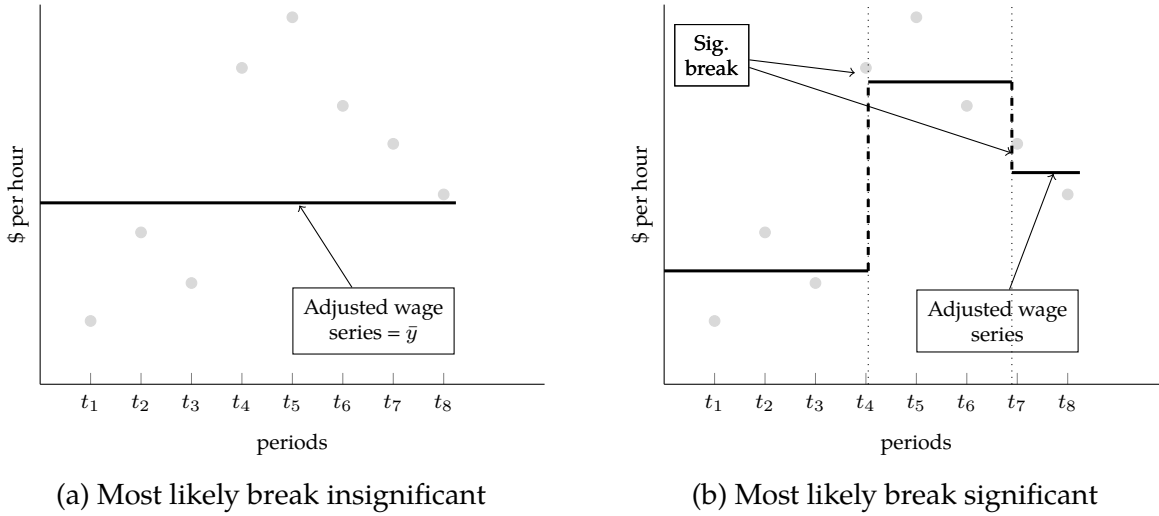 $ per hour
Adjusted wage
series = ȳ
t₁ t₂ t₃ t₄ t₅ t₆ t₇ t₈
periods
(a) Most likely break insignificant
$ per hour
Sig.
break
Adjusted wage
series
t₁ t₂ t₃ t₄ t₅ t₆ t₇ t₈
periods
(b) Most likely break significant